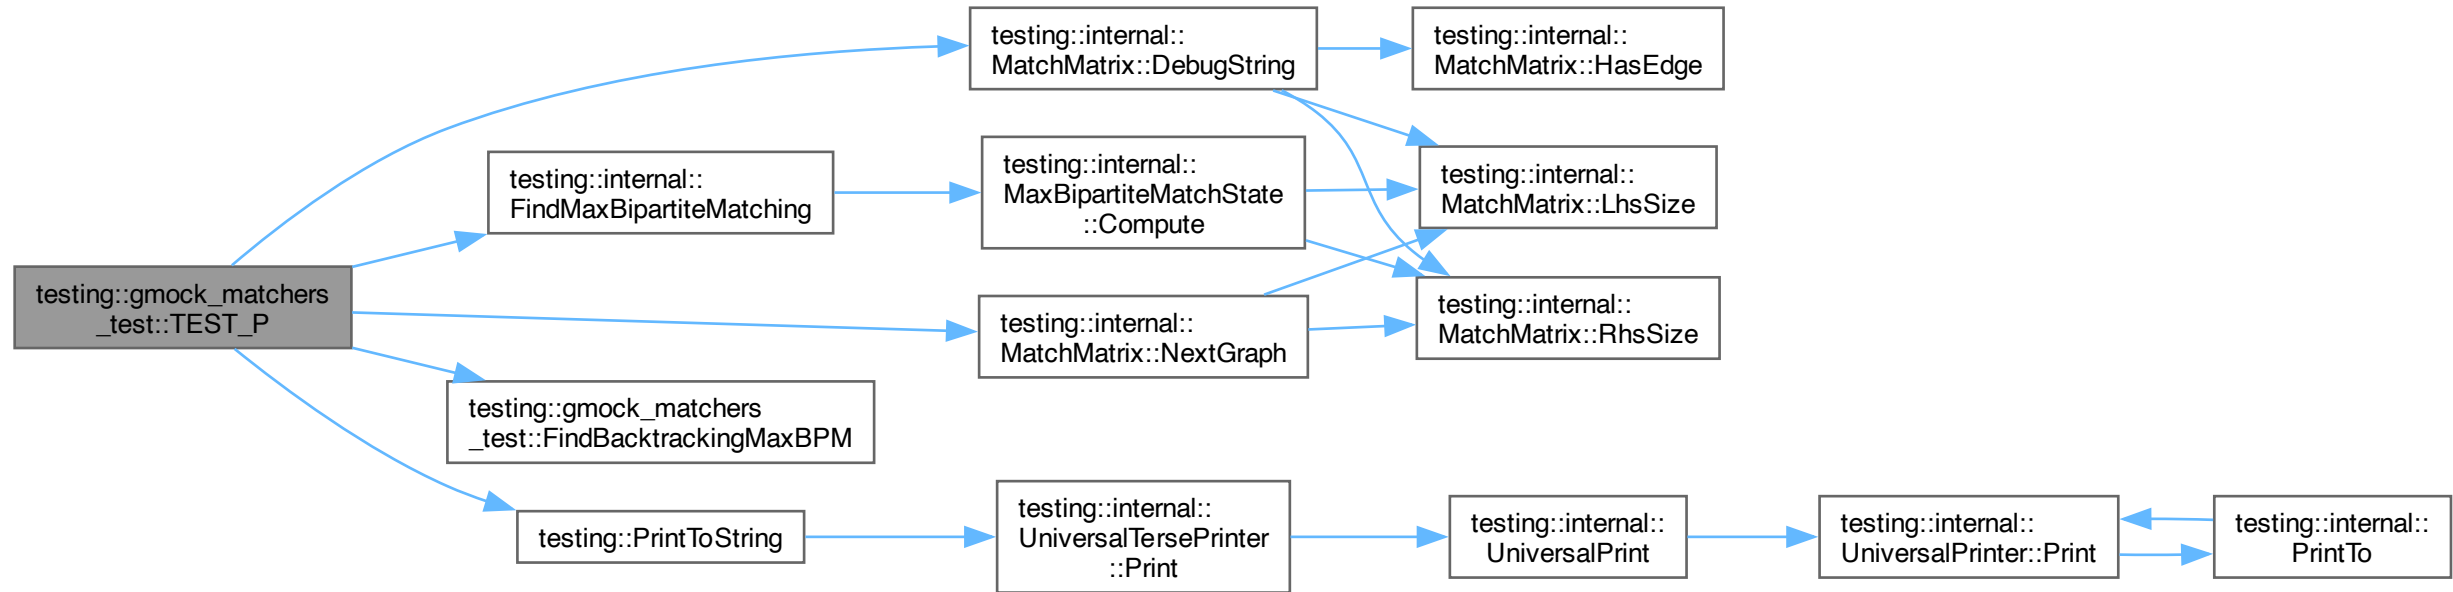 testing::internal::
MatchMatrix::DebugString
testing::internal::
MatchMatrix::HasEdge
testing::internal::
FindMaxBipartiteMatching
testing::internal::
MaxBipartiteMatchState
::Compute
testing::internal::
MatchMatrix::LhsSize
testing::gmock_matchers
_test::TEST_P
testing::internal::
MatchMatrix::NextGraph
testing::internal::
MatchMatrix::RhsSize
testing::gmock_matchers
_test::FindBacktrackingMaxBPM
testing::PrintToString
testing::internal::
UniversalTersePrinter
::Print
testing::internal::
UniversalPrint
testing::internal::
UniversalPrinter::Print
testing::internal::
PrintTo